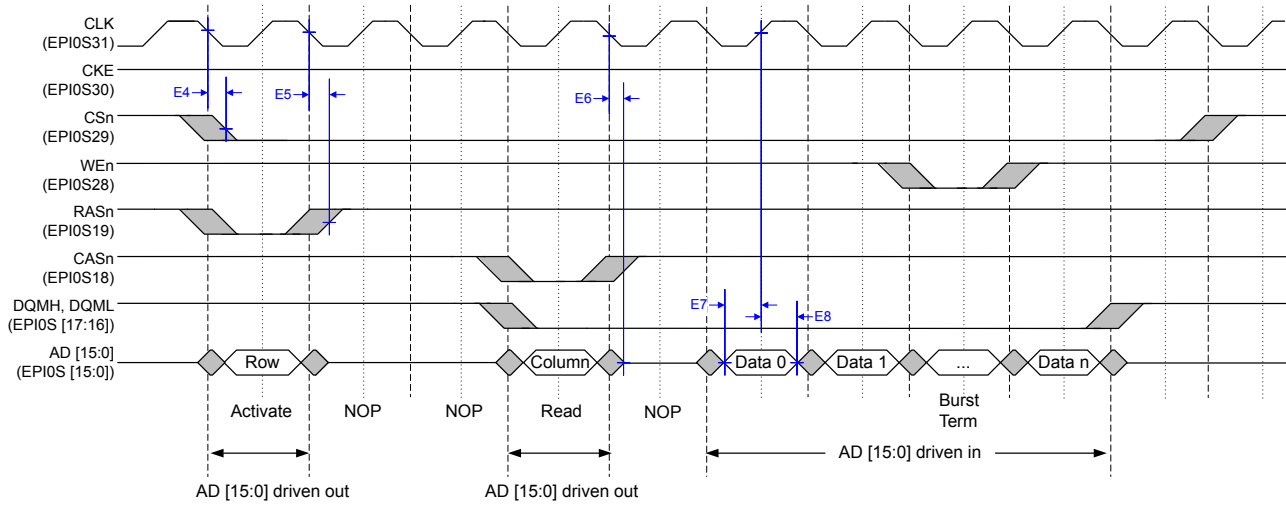 CLK
(EPI0S31)
CKE
(EPI0S30)
E4
E5
E6
CSn
(EPI0S29)
WEn
(EPI0S28)
RASn
(EPI0S19)
CASn
(EPI0S18)
DQMH, DQML
(EPI0S [17:16])
E7
E8
AD [15:0]
(EPI0S [15:0])
Row
Column
Data 0
Data 1
...
Data n
Activate
NOP
NOP
Read
NOP
Burst
Term
AD [15:0] driven in
AD [15:0] driven out
AD [15:0] driven out